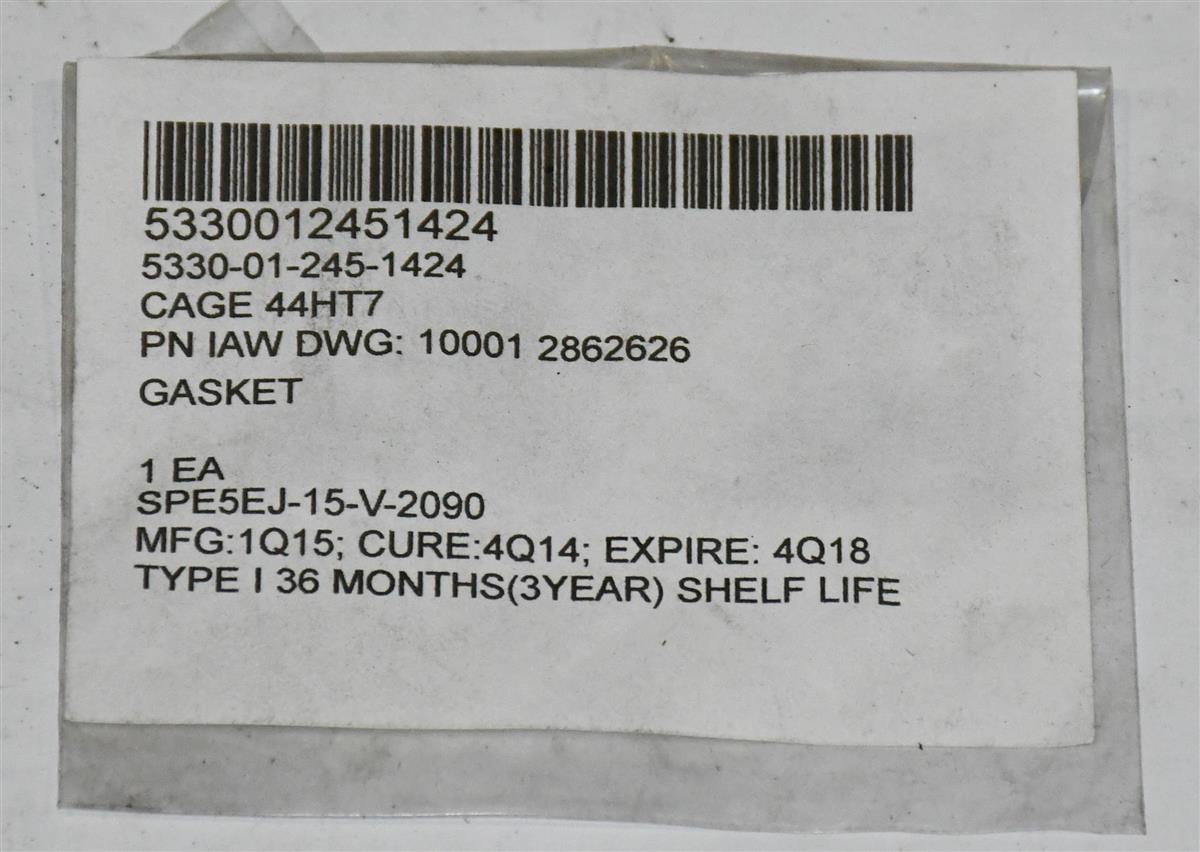 5330012451424
5330-01-245-1424
CAGE 44HT7
PN IAW DWG: 10001 2862626
GASKET
1 EA
SPE5EJ-15-V-2090
MFG:1Q15; CURE:4Q14; EXPIRE: 4Q18
TYPE I 36 MONTHS(3YEAR) SHELF LIFE